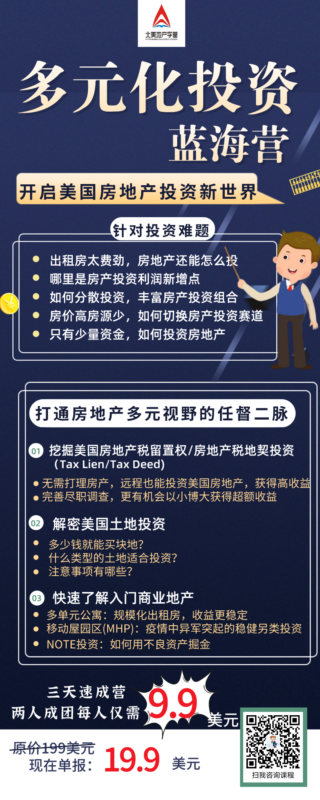 北美地产学堂
多元化投资
蓝海营
开启美国房地产投资新世界
针对投资难题
出租房太费劲，房地产还能怎么投
哪里是房产投资利润新增点
如何分散投资，丰富房产投资组合
房价高房源少，如何切换房产投资赛道
只有少量资金，如何投资房地产
打通房地产多元视野的任督二脉
01 挖掘美国房地产税留置权/房地产税地契投资
(Tax Lien/Tax Deed)
无需打理房产，远程也能投资美国房地产，获得高收益
完善尽职调查，更有机会以小博大获得超额收益
02 解密美国土地投资
多少钱就能买块地？
什么类型的土地适合投资？
注意事项有哪些？
03 快速了解入门商业地产
多单元公寓：规模化出租房，收益更稳定
移动屋园区(MHP)：疫情中异军突起的稳健另类投资
NOTE投资：如何用不良资产掘金
三天速成营
两人成团每人仅需 9.9 美元
原价199美元
现在单报：19.9 美元
扫我咨询课程